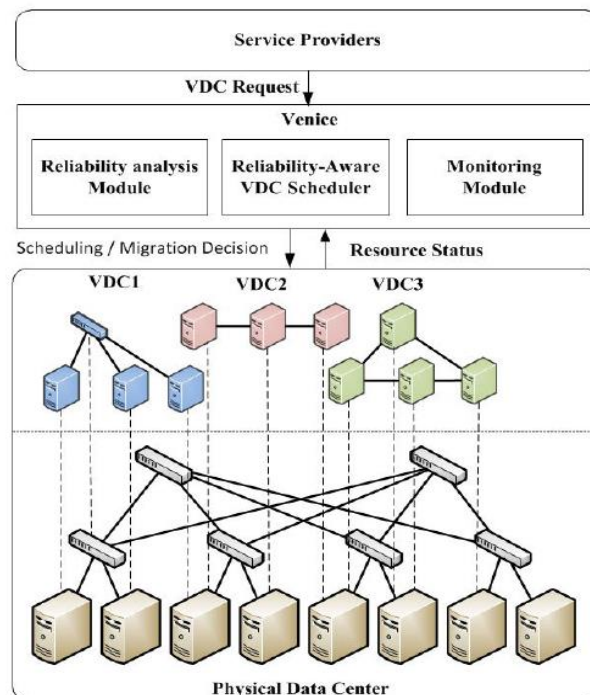 Service Providers
VDC Request
Venice
Reliability analysis
Module
Reliability-Aware
VDC Scheduler
Monitoring
Module
Scheduling / Migration Decision
Resource Status
VDC1
VDC2
VDC3
Physical Data Center